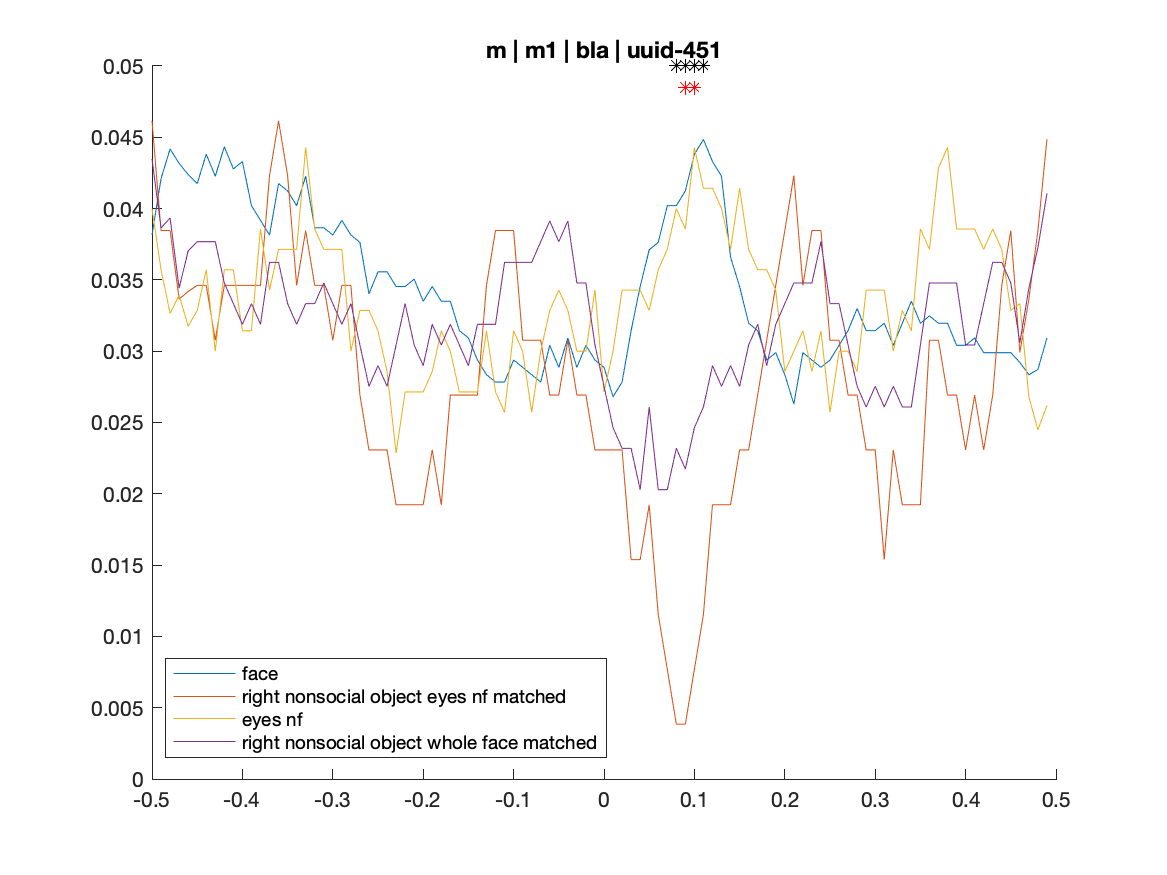 m | m1 | bla | uuid-451
0.05
0.045
0.04
0.035
0.03
0.025
0.02
0.015
0.01
0.005
0
face
right nonsocial object eyes nf matched
eyes nf
right nonsocial object whole face matched
-0.5 -0.4 -0.3 -0.2 -0.1 0 0.1 0.2 0.3 0.4 0.5